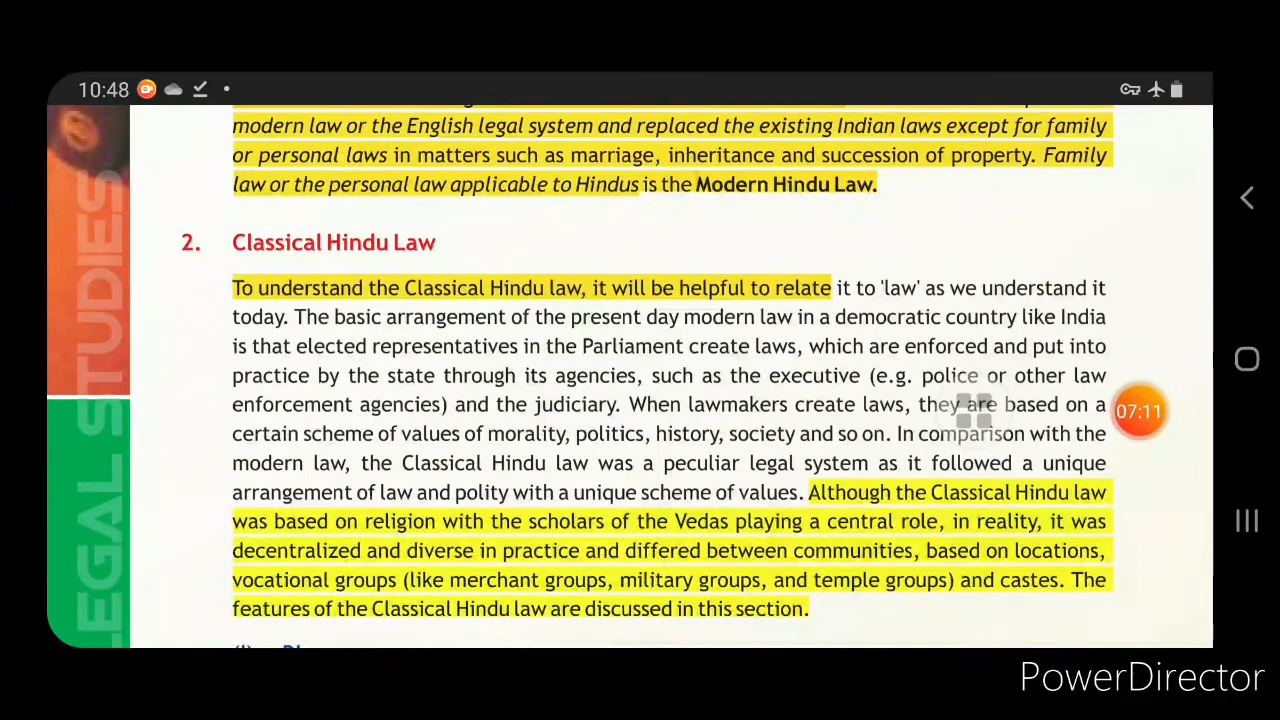 10:48
modern law or the English legal system and replaced the existing Indian laws except for family
or personal laws in matters such as marriage, inheritance and succession of property. Family
law or the personal law applicable to Hindus is the Modern Hindu Law.
2. Classical Hindu Law
To understand the Classical Hindu law, it will be helpful to relate it to 'law' as we understand it
today. The basic arrangement of the present day modern law in a democratic country like India
is that elected representatives in the Parliament create laws, which are enforced and put into
practice by the state through its agencies, such as the executive (e.g. police or other law
enforcement agencies) and the judiciary. When lawmakers create laws, they are based on a
certain scheme of values of morality, politics, history, society and so on. In comparison with the
modern law, the Classical Hindu law was a peculiar legal system as it followed a unique
arrangement of law and polity with a unique scheme of values. Although the Classical Hindu law
was based on religion with the scholars of the Vedas playing a central role, in reality, it was
decentralized and diverse in practice and differed between communities, based on locations,
vocational groups (like merchant groups, military groups, and temple groups) and castes. The
features of the Classical Hindu law are discussed in this section.
LEGAL STUDIES
07:11
PowerDirector